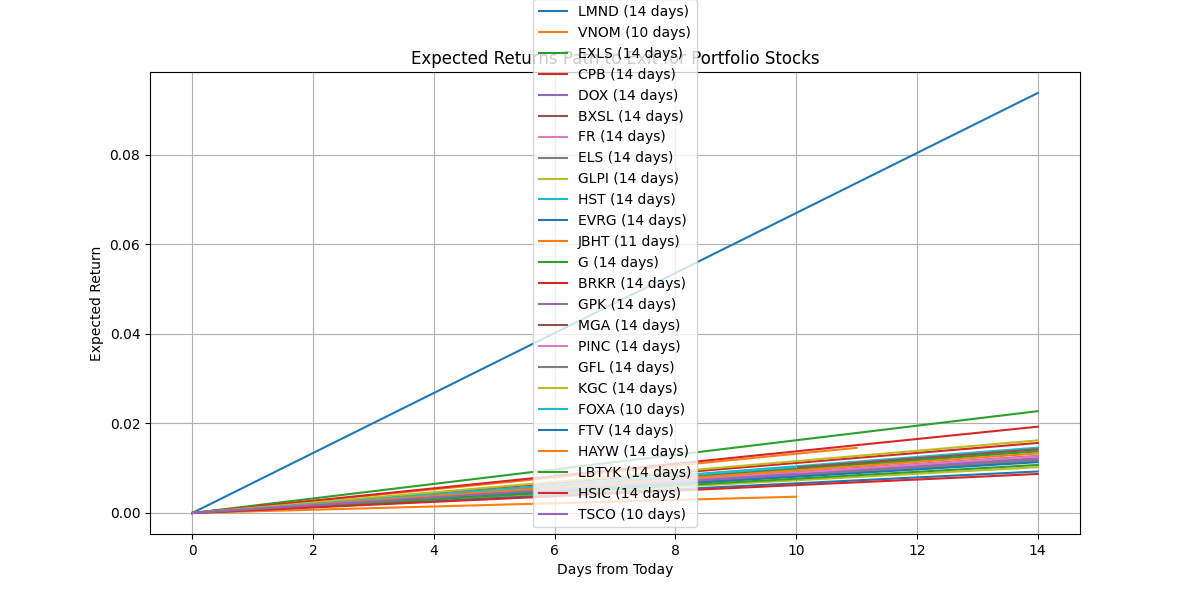 LMND (14 days)
VNOM (10 days)
Expected Returns Path to Exit for Portfolio Stocks
EXLS (14 days)
CPB (14 days)
DOX (14 days)
BXSL (14 days)
FR (14 days)
ELS (14 days)
GLPI (14 days)
HST (14 days)
EVRG (14 days)
JBHT (11 days)
G (14 days)
BRKR (14 days)
GPK (14 days)
MGA (14 days)
PINC (14 days)
GFL (14 days)
KGC (14 days)
FOXA (10 days)
FTV (14 days)
HAYW (14 days)
LBTYK (14 days)
HSIC (14 days)
TSCO (10 days)
Expected Return
0.08
0.06
0.04
0.02
0.00
0 2 4 6 8 10 12 14
Days from Today